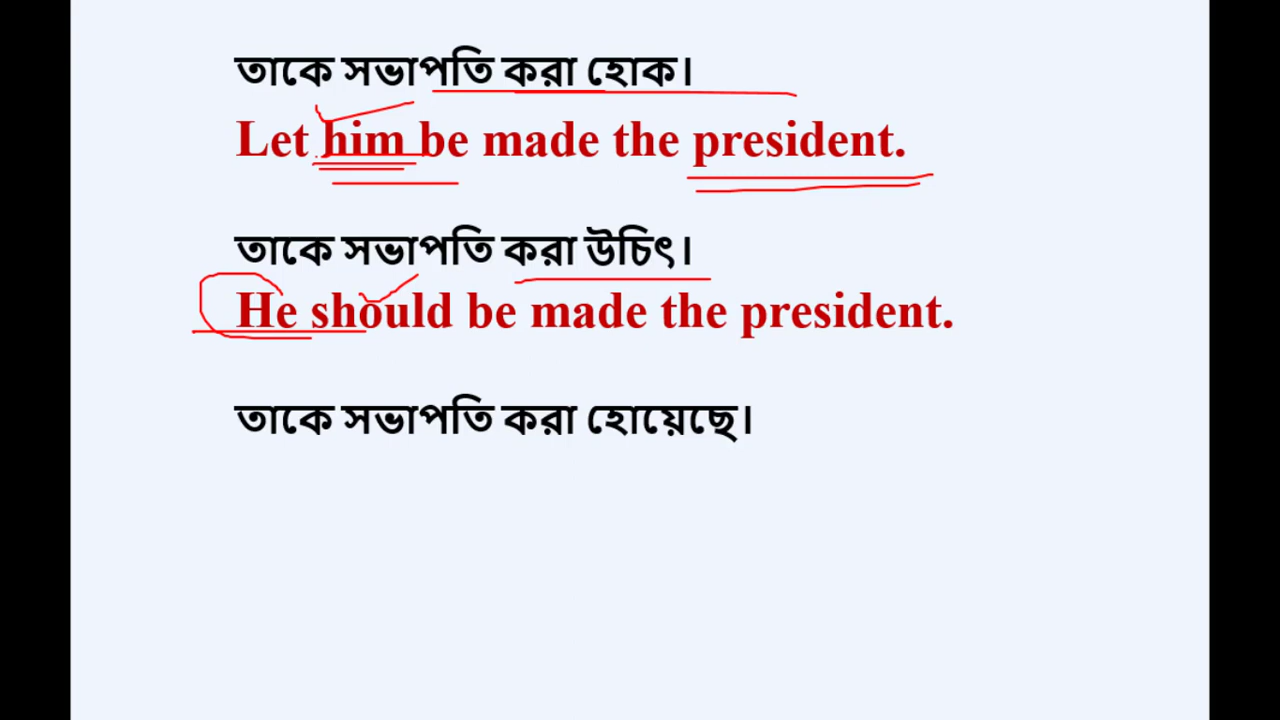 তাকে সভাপতি করা হোক।
Let him be made the president.
তাকে সভাপতি করা উচিৎ।
He should be made the president.
তাকে সভাপতি করা হোয়েছে।